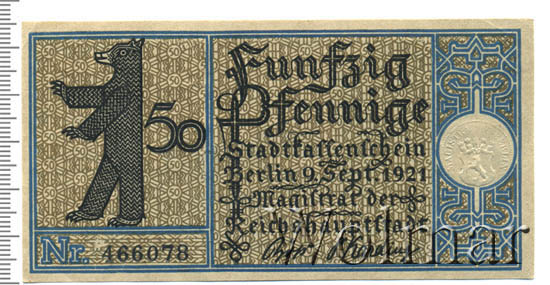 Funfzig
Pfennige
50
Stadtkassenschein
Berlin 9. Sept. 1921
Magistrat der
Reichshauptstadt
Nr. 466078